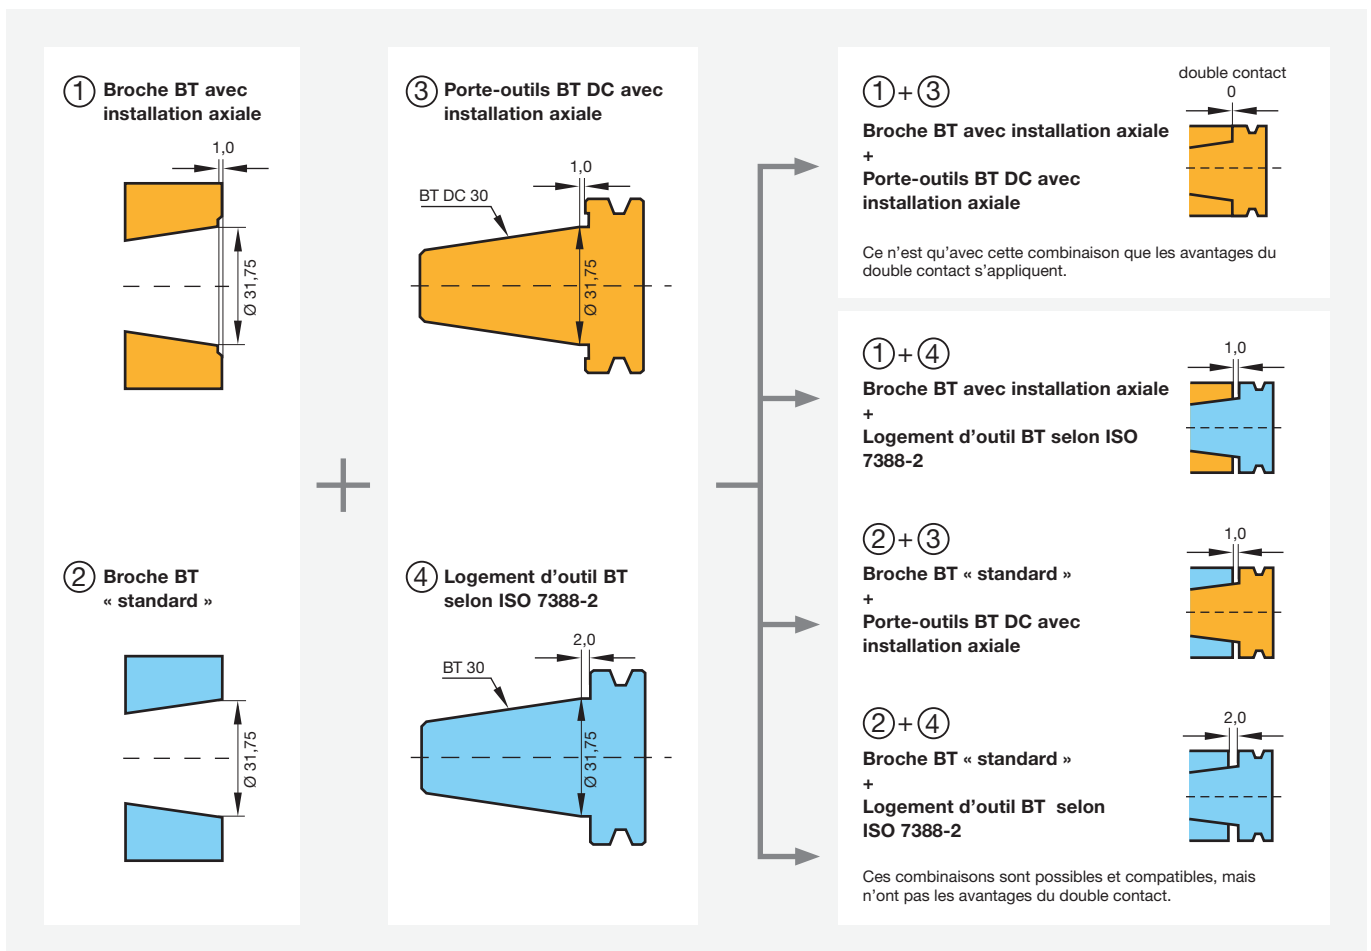 1 Broche BT avec
installation axiale
1,0
Ø 31,75
2 Broche BT
« standard »
Ø 31,75
3 Porte-outils BT DC avec
installation axiale
1,0
BT DC 30
Ø 31,75
4 Logement d’outil BT
selon ISO 7388-2
2,0
BT 30
Ø 31,75
1+3
Broche BT avec installation axiale
+
Porte-outils BT DC avec
installation axiale
double contact
0
Ce n’est qu’avec cette combinaison que les avantages du
double contact s’appliquent.
1+4
Broche BT avec installation axiale
+
Logement d’outil BT selon ISO
7388-2
1,0
2+3
Broche BT « standard »
+
Porte-outils BT DC avec
installation axiale
1,0
2+4
Broche BT « standard »
+
Logement d’outil BT selon
ISO 7388-2
2,0
Ces combinaisons sont possibles et compatibles, mais
n’ont pas les avantages du double contact.